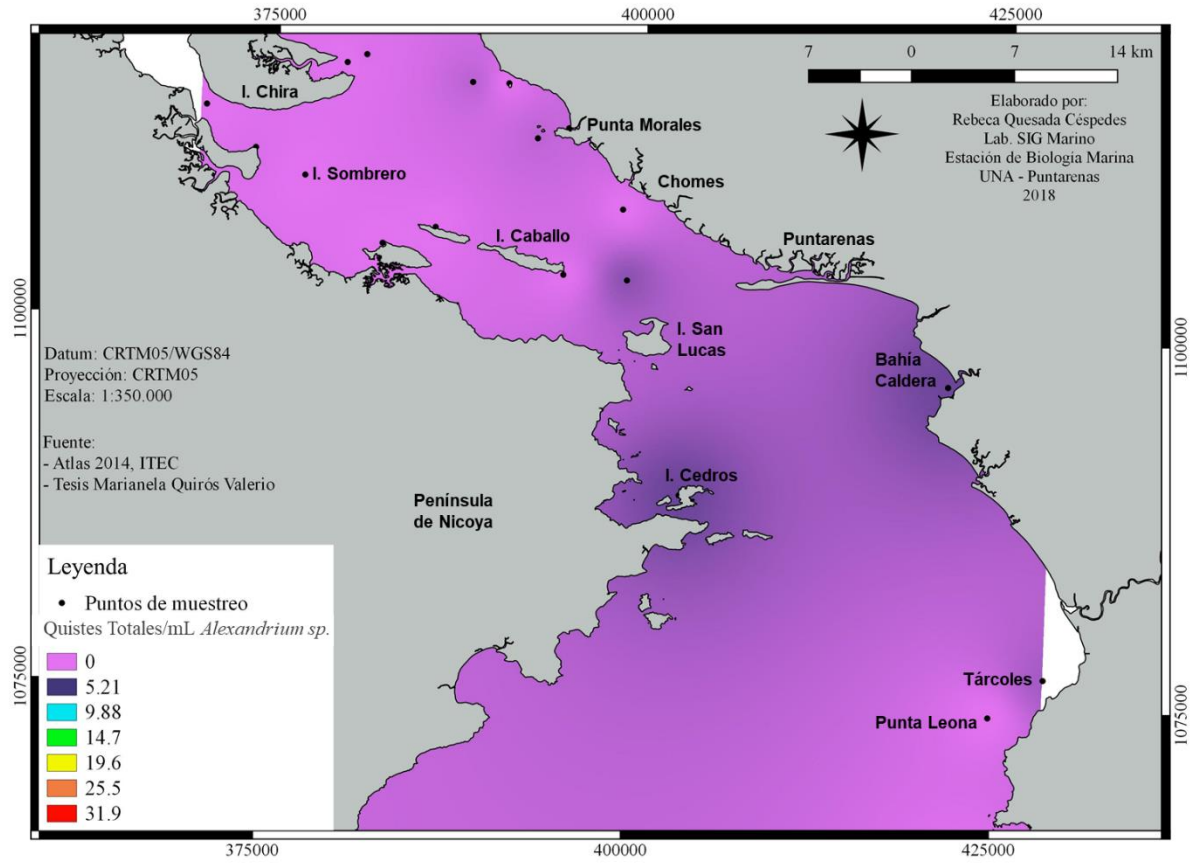 375000
400000
425000
7
0
7
14 km
Elaborado por:
Rebeca Quesada Céspedes
Lab. SIG Marino
Estación de Biología Marina
UNA - Puntarenas
2018
I. Chira
Punta Morales
I. Sombrero
Chomes
I. Caballo
Puntarenas
1100000
1100000
I. San
Lucas
Bahía
Caldera
Datum: CRTM05/WGS84
Proyección: CRTM05
Escala: 1:350.000
Fuente:
- Atlas 2014, ITEC
- Tesis Marianela Quirós Valerio
I. Cedros
Península
de Nicoya
Leyenda
Puntos de muestreo
Quistes Totales/mL Alexandrium sp.
0
5.21
9.88
14.7
19.6
25.5
31.9
Tárcoles
Punta Leona
1075000
1075000
375000
400000
425000